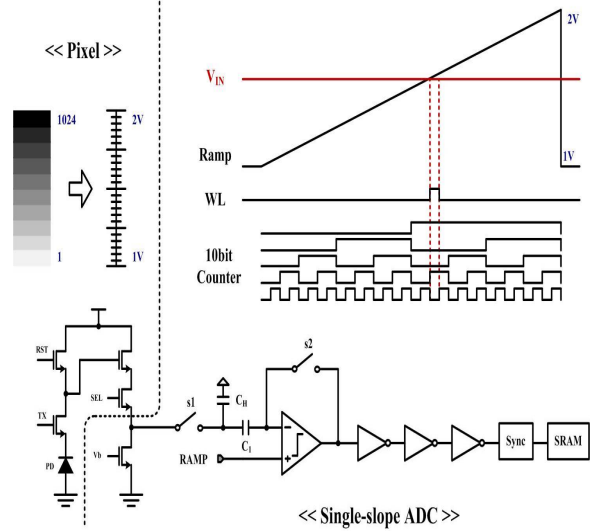 << Pixel >>
1024
1
2V
1V
VIN
Ramp
WL
10bit
Counter
2V
1V
RST
TX
PD
SEL
Vb
s1
s2
CH
C1
RAMP
Sync
SRAM
<< Single-slope ADC >>